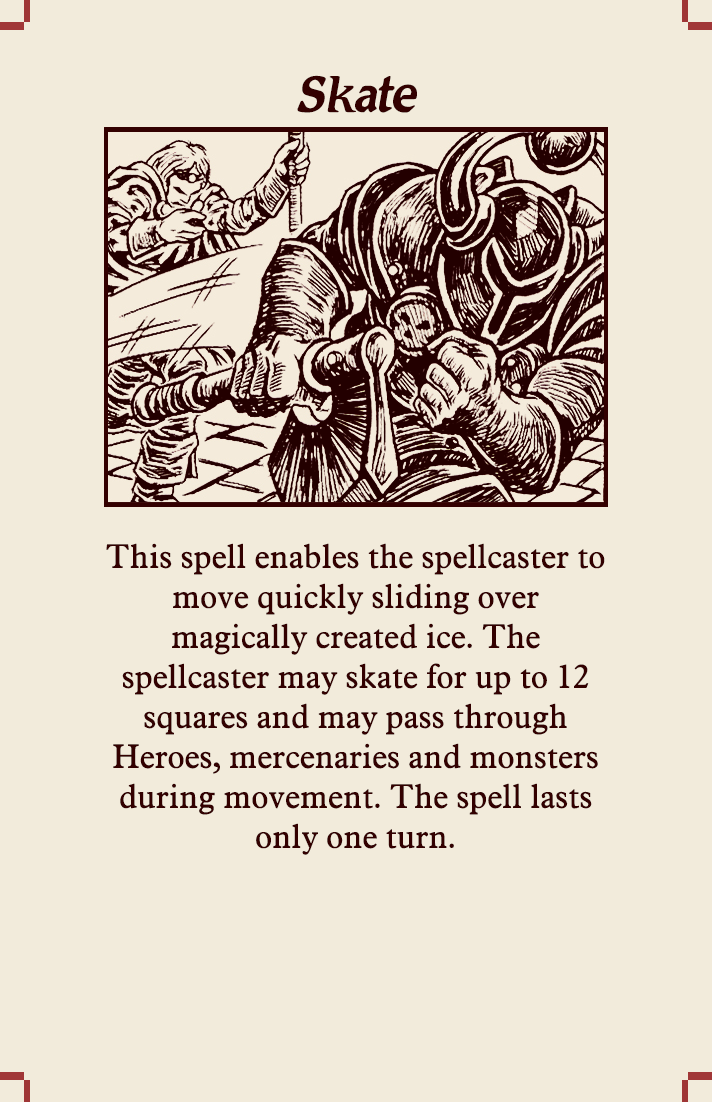 Skate
This spell enables the spellcaster to
move quickly sliding over
magically created ice. The
spellcaster may skate for up to 12
squares and may pass through
Heroes, mercenaries and monsters
during movement. The spell lasts
only one turn.